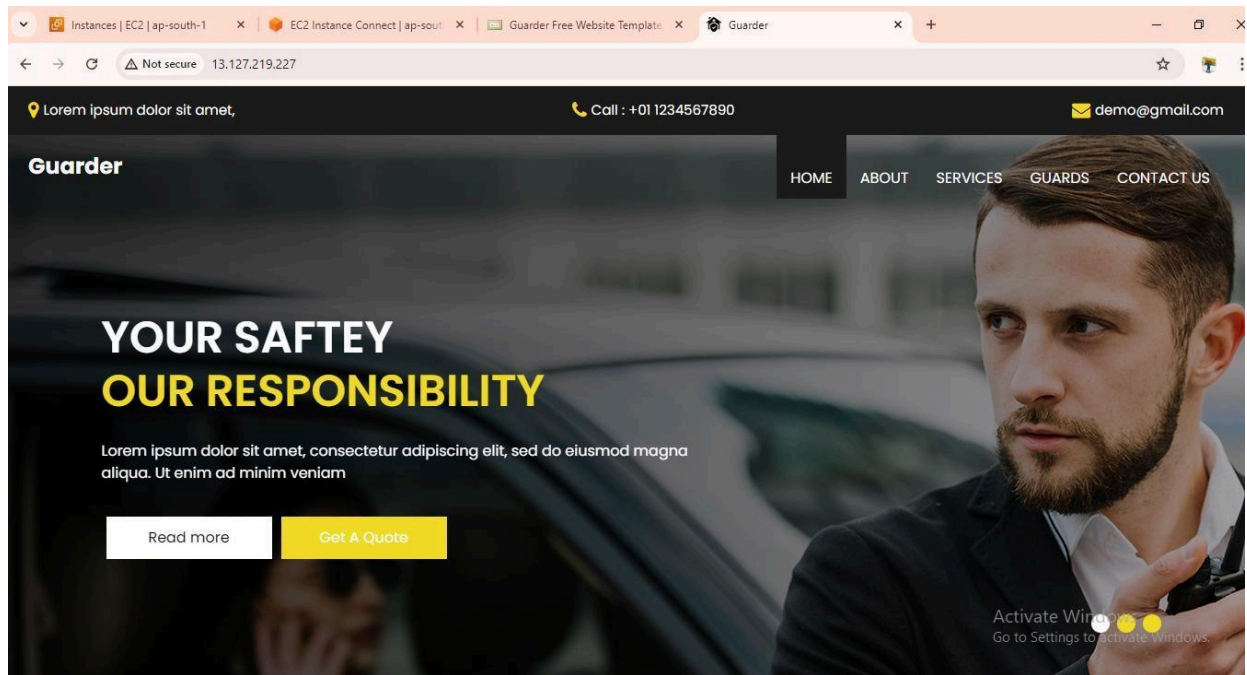 Instances | EC2 | ap-south-1
EC2 Instance Connect | ap-sout
Guarder Free Website Template
Guarder
Not secure 13.127.219.227
Lorem ipsum dolor sit amet,
Call : +01 1234567890
demo@gmail.com
Guarder
HOME ABOUT SERVICES GUARDS CONTACT US
YOUR SAFTEY
OUR RESPONSIBILITY
Lorem ipsum dolor sit amet, consectetur adipiscing elit, sed do eiusmod magna
aliqua. Ut enim ad minim veniam
Read more Get A Quote
Activate Windows
Go to Settings to activate Windows.